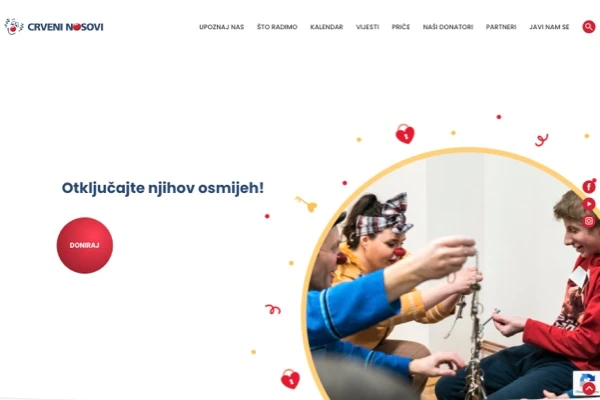 CRVENI NOSOVI
UPOZNAJ NAS
ŠTO RADIMO
KALENDAR
VIJESTI
PRIČE
NAŠI DONATORI
PARTNERI
JAVI NAM SE
Otključajte njihov osmijeh!
DONIRAJ